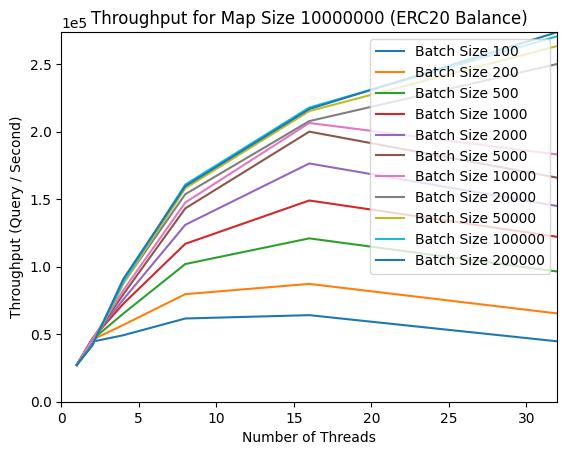 Throughput for Map Size 10000000 (ERC20 Balance)
1e5
2.5
2.0
1.5
1.0
0.5
0.0
Throughput (Query / Second)
Batch Size 100
Batch Size 200
Batch Size 500
Batch Size 1000
Batch Size 2000
Batch Size 5000
Batch Size 10000
Batch Size 20000
Batch Size 50000
Batch Size 100000
Batch Size 200000
0 5 10 15 20 25 30
Number of Threads